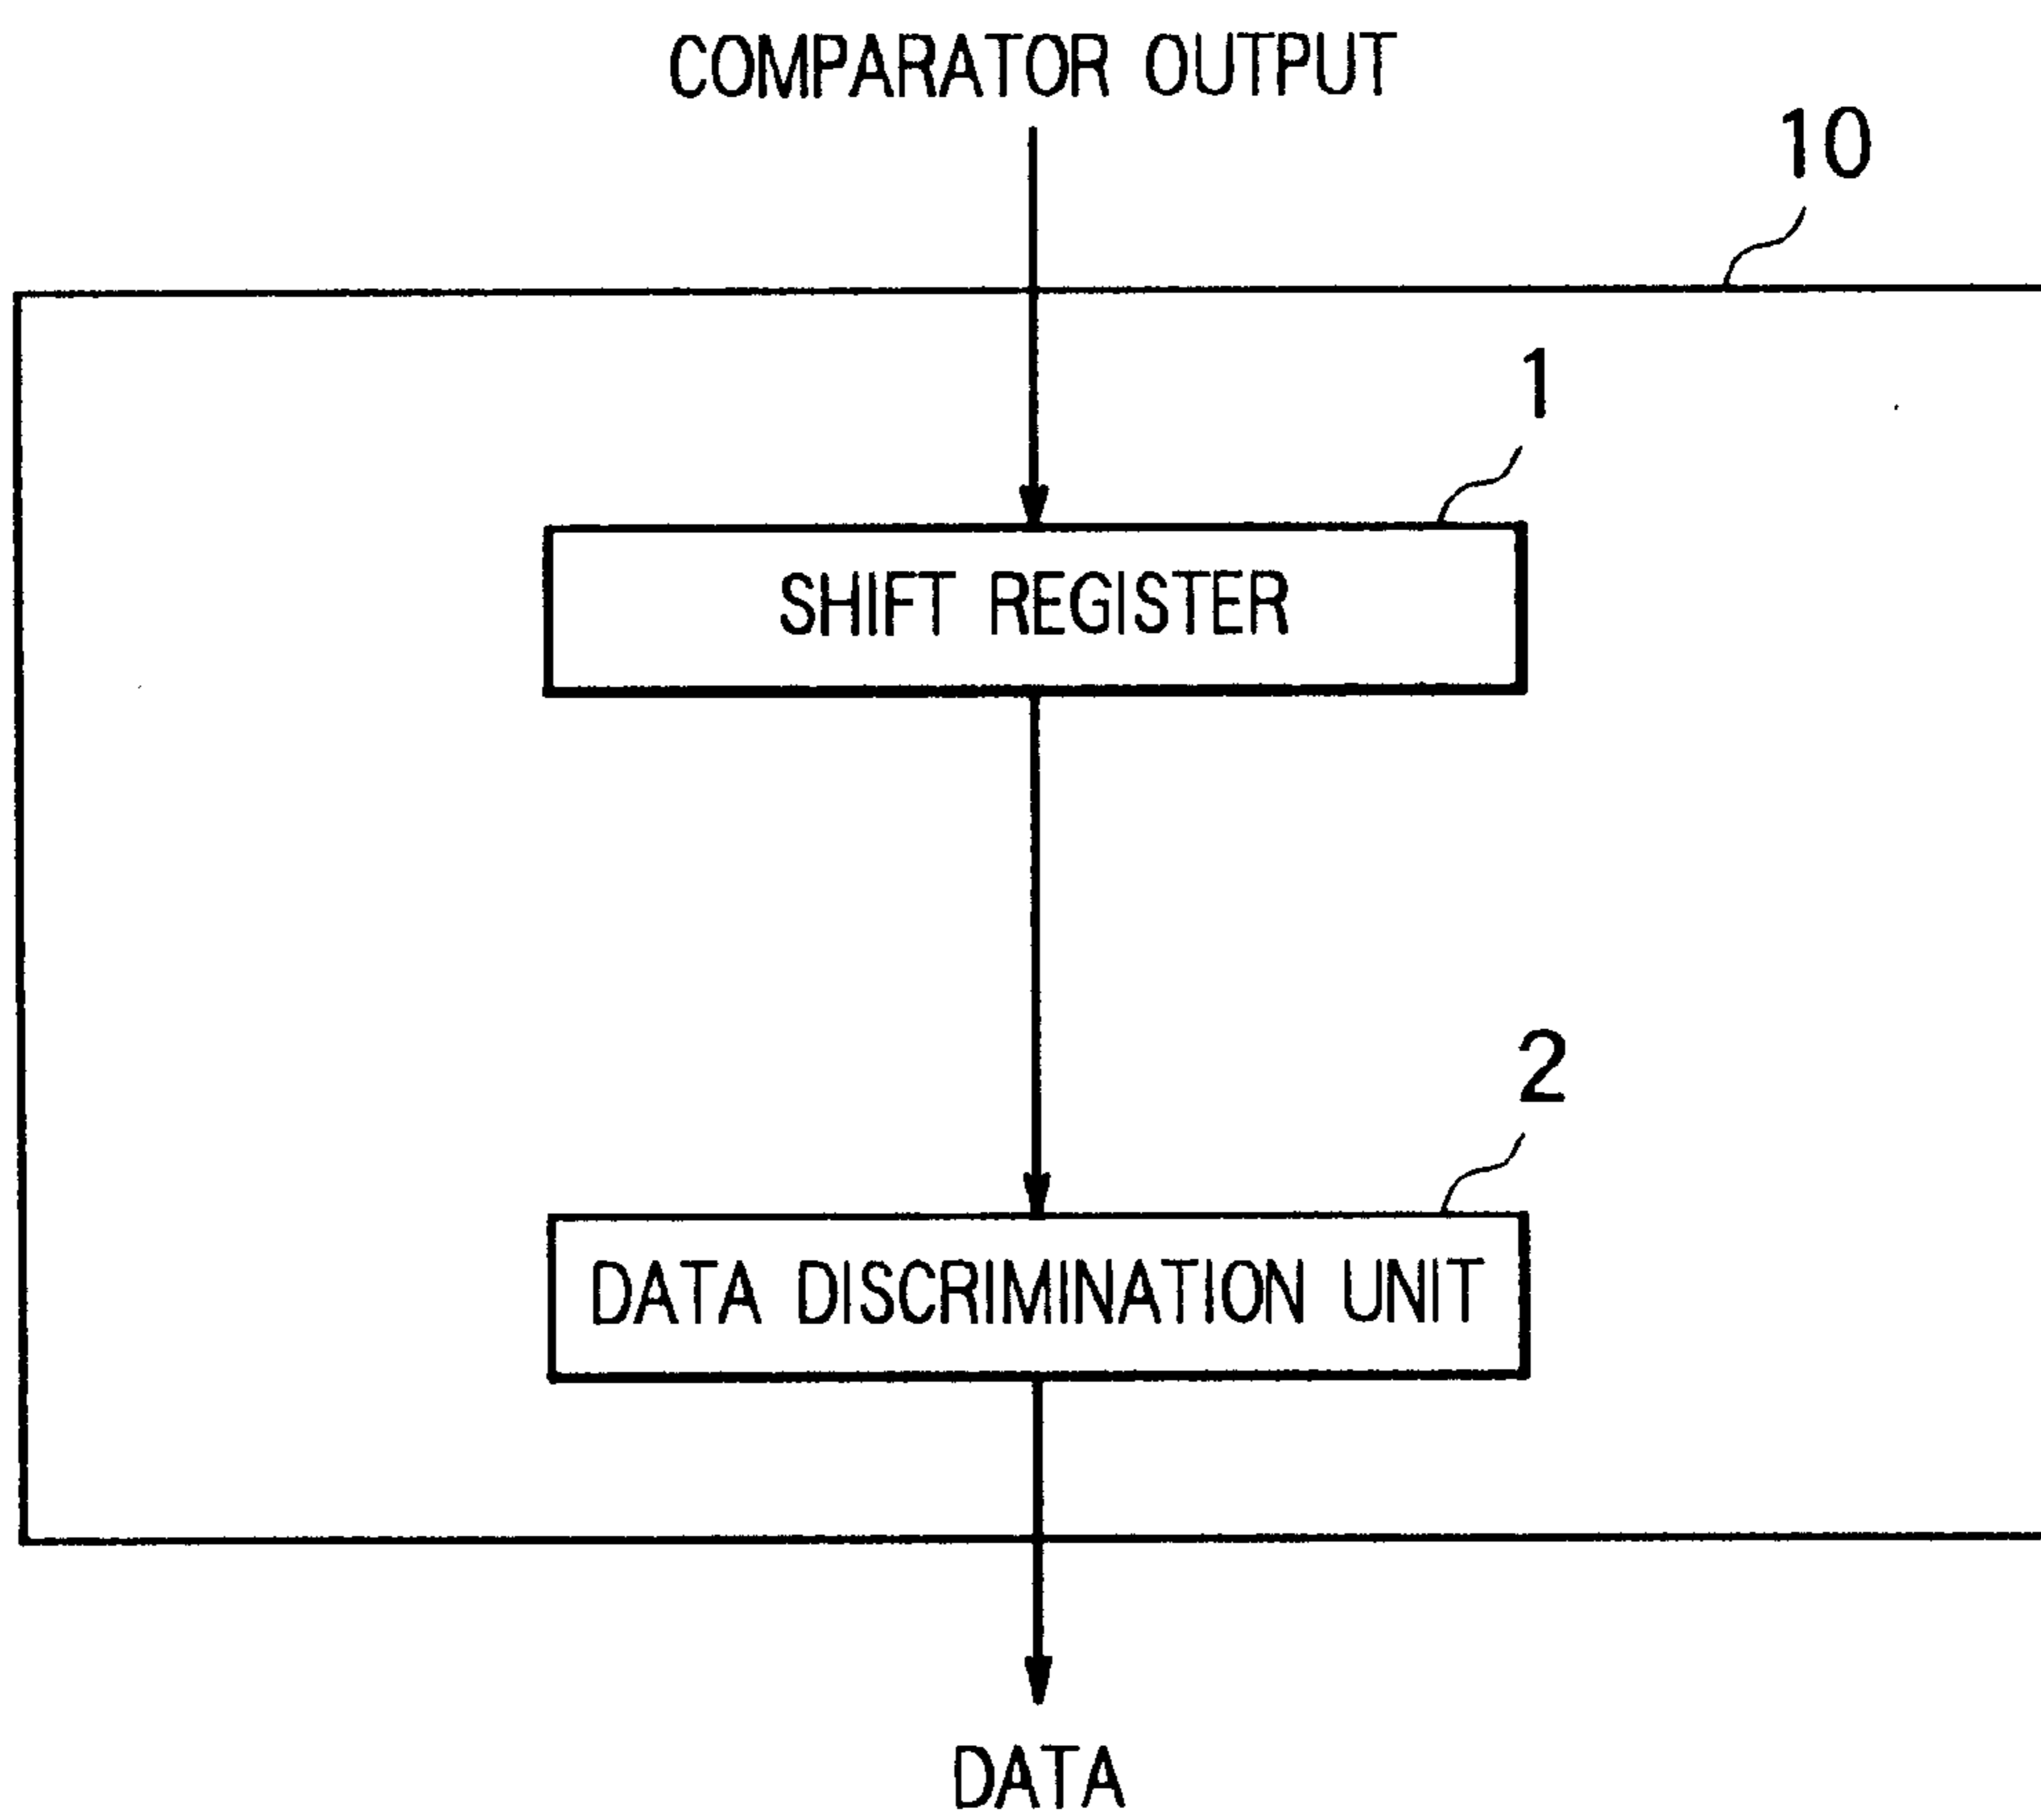 COMPARATOR OUTPUT
10
1
SHIFT REGISTER
2
DATA DISCRIMINATION UNIT
DATA